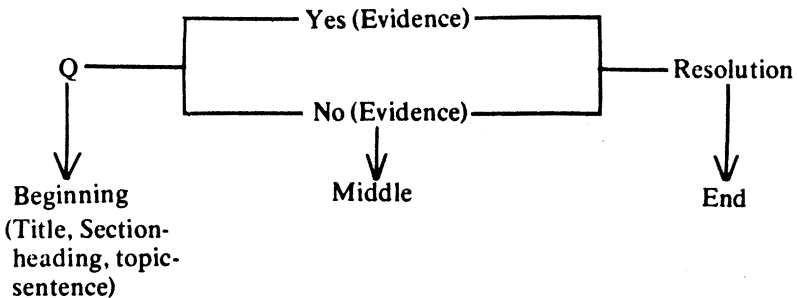 Yes (Evidence)
Q
Resolution
No (Evidence)
Beginning
(Title, Section-
heading, topic-
sentence)
Middle
End